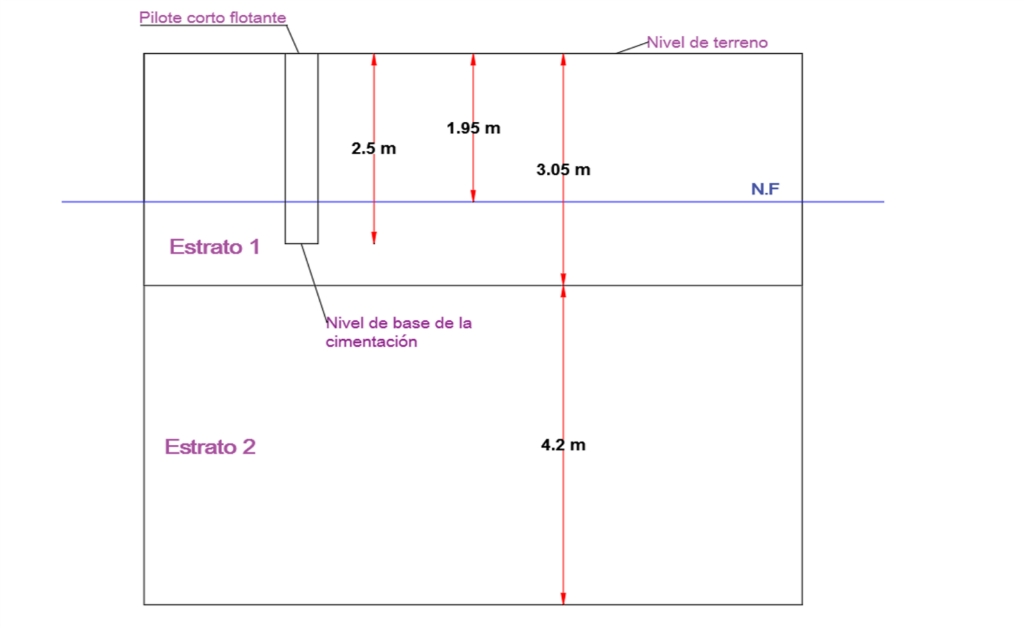 Pilote corto flotante
Nivel de terreno
1.95 m
2.5 m
3.05 m
N.F
Estrato 1
Nivel de base de la
cimentación
Estrato 2
4.2 m